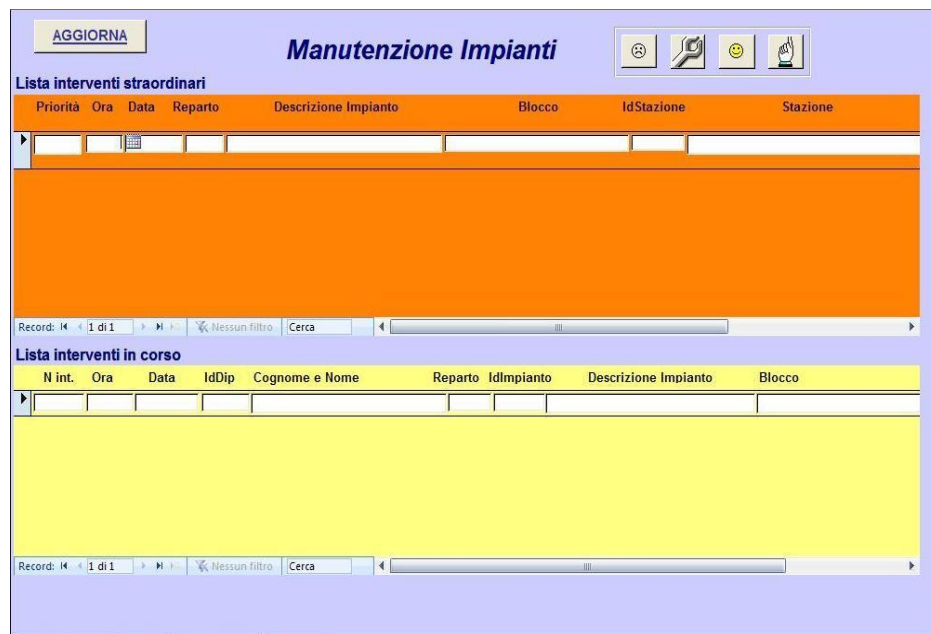 AGGIORNA
Manutenzione Impianti
Lista interventi straordinari
Priorità Ora Data Reparto Descrizione Impianto Blocco IdStazione Stazione
Record: 1 di 1 Nessun filtro Cerca
Lista interventi in corso
N int. Ora Data IdDip Cognome e Nome Reparto IdImpianto Descrizione Impianto Blocco
Record: 1 di 1 Nessun filtro Cerca